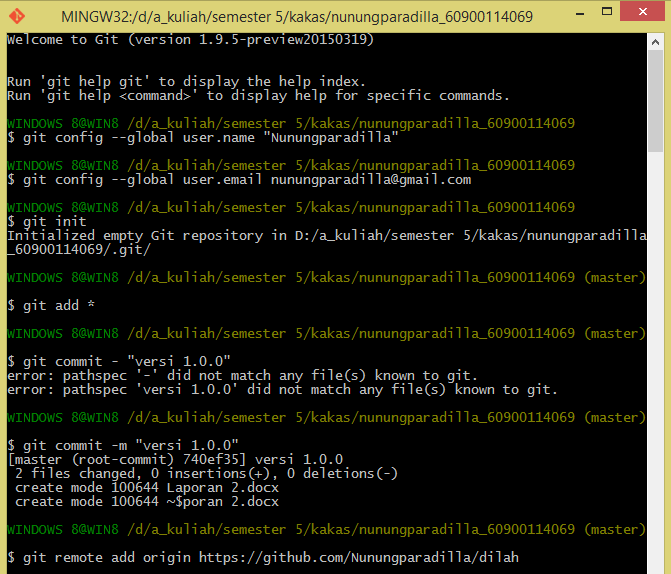 MINGW32:/d/a_kuliah/semester 5/kakas/nunungparadilla_60900114069
Welcome to Git (version 1.9.5-preview20150319)
Run 'git help git' to display the help index.
Run 'git help <command>' to display help for specific commands.
WINDOWS 8@WIN8 /d/a_kuliah/semester 5/kakas/nunungparadilla_60900114069
$ git config --global user.name "Nunungparadilla"
WINDOWS 8@WIN8 /d/a_kuliah/semester 5/kakas/nunungparadilla_60900114069
$ git config --global user.email nunungparadilla@gmail.com
WINDOWS 8@WIN8 /d/a_kuliah/semester 5/kakas/nunungparadilla_60900114069
$ git init
Initialized empty Git repository in D:/a_kuliah/semester 5/kakas/nunungparadilla
_60900114069/.git/
WINDOWS 8@WIN8 /d/a_kuliah/semester 5/kakas/nunungparadilla_60900114069 (master)
$ git add *
WINDOWS 8@WIN8 /d/a_kuliah/semester 5/kakas/nunungparadilla_60900114069 (master)
$ git commit - "versi 1.0.0"
error: pathspec '-' did not match any file(s) known to git.
error: pathspec 'versi 1.0.0' did not match any file(s) known to git.
WINDOWS 8@WIN8 /d/a_kuliah/semester 5/kakas/nunungparadilla_60900114069 (master)
$ git commit -m "versi 1.0.0"
[master (root-commit) 740ef35] versi 1.0.0
 2 files changed, 0 insertions(+), 0 deletions(-)
 create mode 100644 Laporan 2.docx
 create mode 100644 ~$poran 2.docx
WINDOWS 8@WIN8 /d/a_kuliah/semester 5/kakas/nunungparadilla_60900114069 (master)
$ git remote add origin https://github.com/Nunungparadilla/dilah